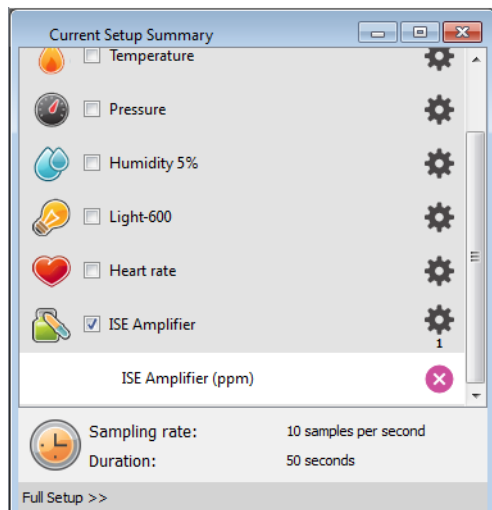 Current Setup Summary
Temperature
Pressure
Humidity 5%
Light-600
Heart rate
ISE Amplifier
1
ISE Amplifier (ppm)
Sampling rate: 10 samples per second
Duration: 50 seconds
Full Setup >>